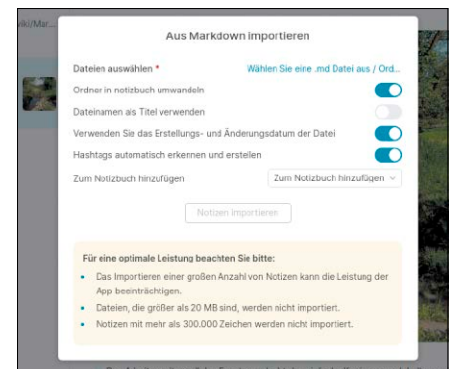 viki/Mar...
Aus Markdown importieren
Dateien auswählen * Wählen Sie eine .md Datei aus / Ord...
Ordner in notizbuch umwandeln
Dateinamen als Titel verwenden
Verwenden Sie das Erstellungs- und Änderungsdatum der Datei
Hashtags automatisch erkennen und erstellen
Zum Notizbuch hinzufügen Zum Notizbuch hinzufügen
Notizen importieren
Für eine optimale Leistung beachten Sie bitte:
• Das Importieren einer großen Anzahl von Notizen kann die Leistung der
App beeinträchtigen.
• Dateien, die größer als 20 MB sind, werden nicht importiert.
• Notizen mit mehr als 300.000 Zeichen werden nicht importiert.